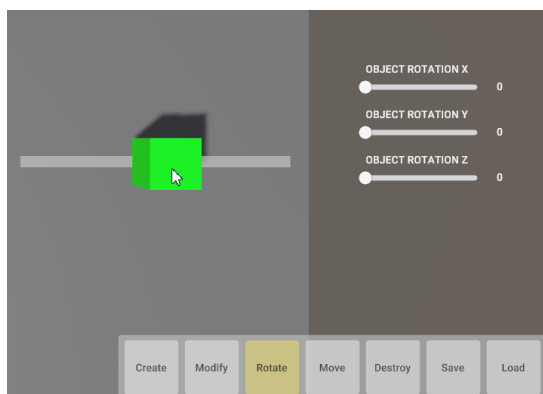 OBJECT ROTATION X
0
OBJECT ROTATION Y
0
OBJECT ROTATION Z
0
Create Modify Rotate Move Destroy Save Load